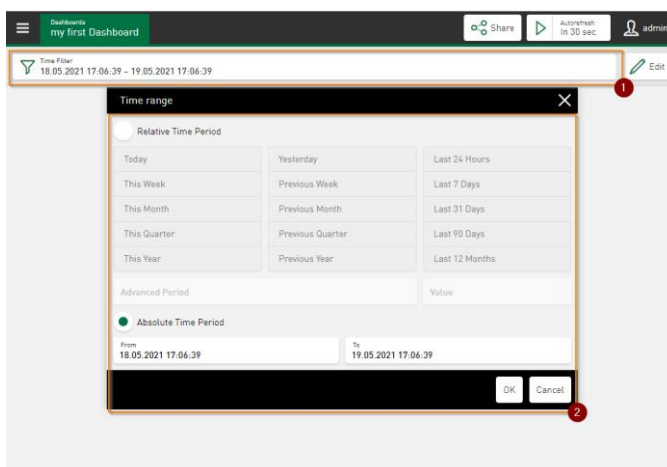 Dashboards
my first Dashboard
Share
Autorefresh
In 30 sec
admin
Time Filter
18.05.2021 17:06:39 – 19.05.2021 17:06:39
Edit
1
Time range
Relative Time Period
Today Yesterday Last 24 Hours
This Week Previous Week Last 7 Days
This Month Previous Month Last 31 Days
This Quarter Previous Quarter Last 90 Days
This Year Previous Year Last 12 Months
Advanced Period Value
Absolute Time Period
From To
18.05.2021 17:06:39 19.05.2021 17:06:39
OK Cancel
2